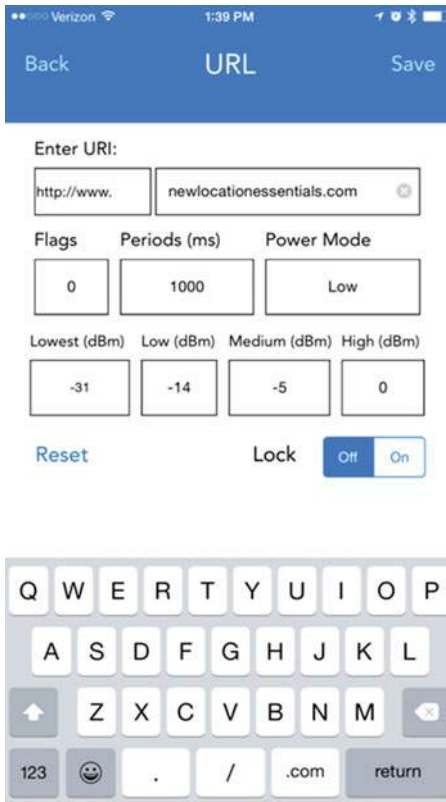 Verizon 1:39 PM
Back URL Save
Enter URI:
http://www. newlocationessentials.com
Flags Periods (ms) Power Mode
0 1000 Low
Lowest (dBm) Low (dBm) Medium (dBm) High (dBm)
-31 -14 -5 0
Reset Lock Off On
Q W E R T Y U I O P
A S D F G H J K L
Z X C V B N M
123 . / .com return